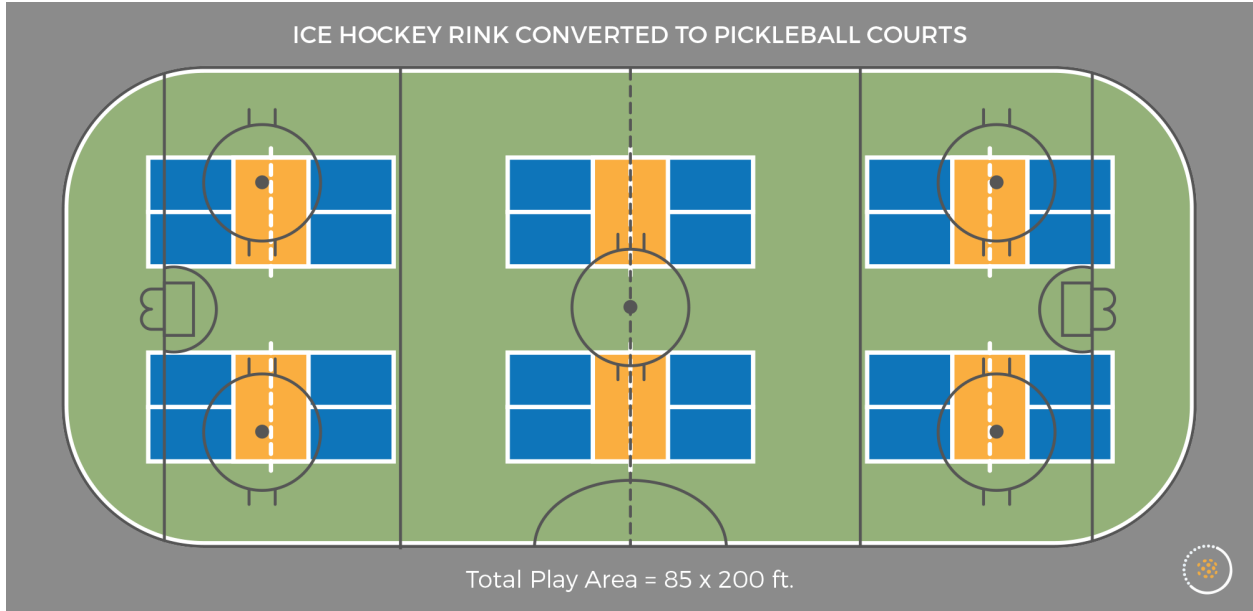 ICE HOCKEY RINK CONVERTED TO PICKLEBALL COURTS
Total Play Area = 85 x 200 ft.